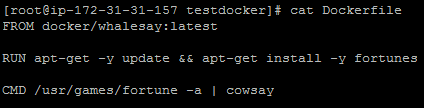 [root@ip-172-31-31-157 testdocker]# cat Dockerfile
FROM docker/whalesay:latest
RUN apt-get -y update && apt-get install -y fortunes
CMD /usr/games/fortune -a | cowsay